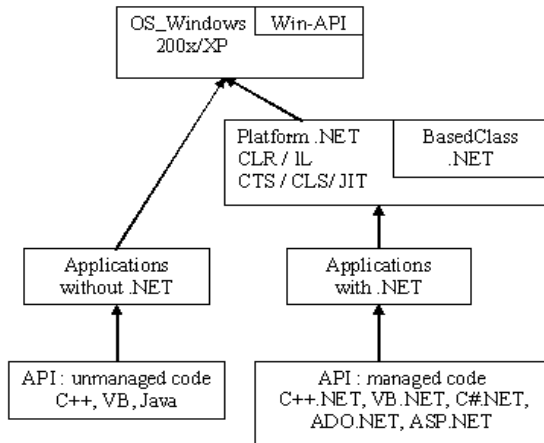 OS_Windows
200x/XP
Win-API
Platform .NET
CLR / IL
CTS / CLS/ JIT
BasedClass
.NET
Applications
without .NET
Applications
with .NET
API : unmanaged code
C++, VB, Java
API : managed code
C++.NET, VB.NET, C#.NET,
ADO.NET, ASP.NET